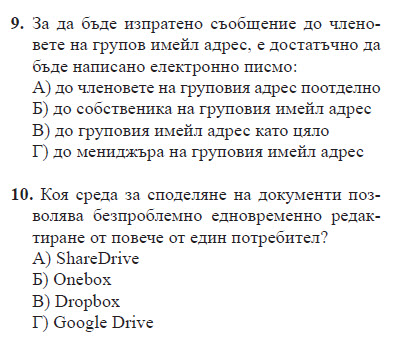 9. За да бъде изпратено съобщение до члено-
вете на групов имейл адрес, е достатъчно да
бъде написано електронно писмо:
А) до членовете на груповия адрес поотделно
Б) до собственика на груповия имейл адрес
В) до груповия имейл адрес като цяло
Г) до мениджъра на груповия имейл адрес
10. Коя среда за споделяне на документи поз-
волява безпроблемно едновременно редак-
тиране от повече от един потребител?
А) ShareDrive
Б) Onebox
В) Dropbox
Г) Google Drive